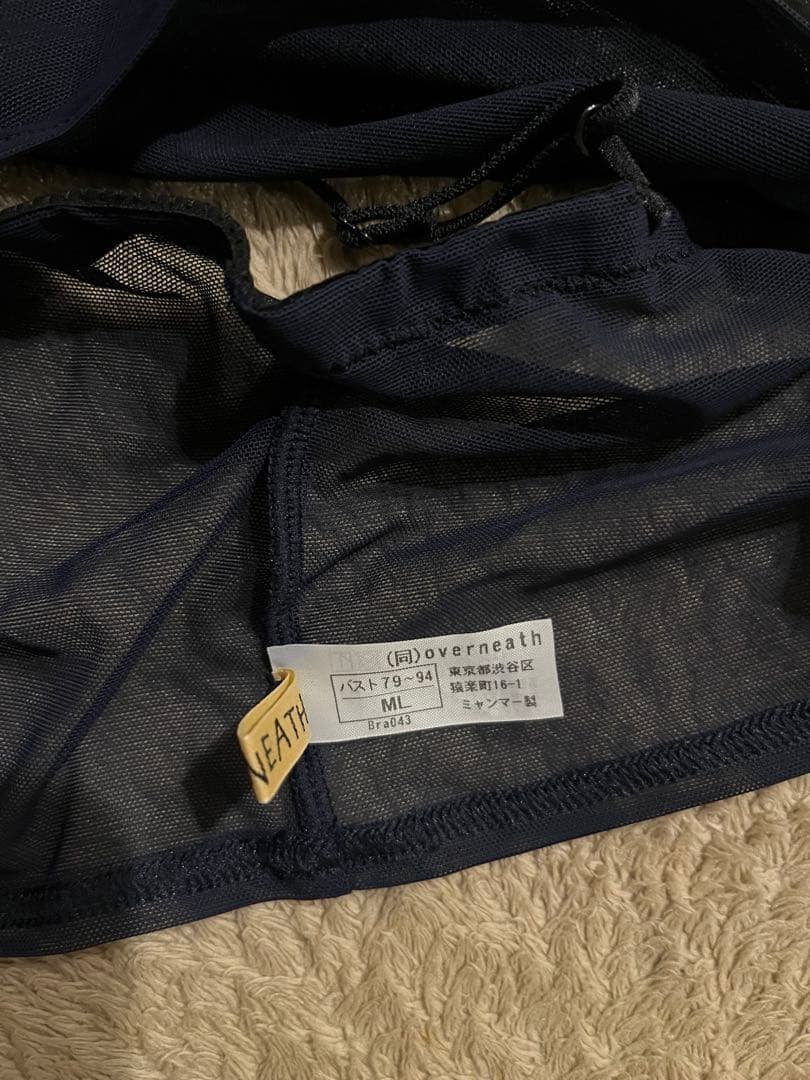 (同)overneath
バスト79～94
ML
Bra043
東京都渋谷区
猿楽町16-1
ミャンマー製
NEATH